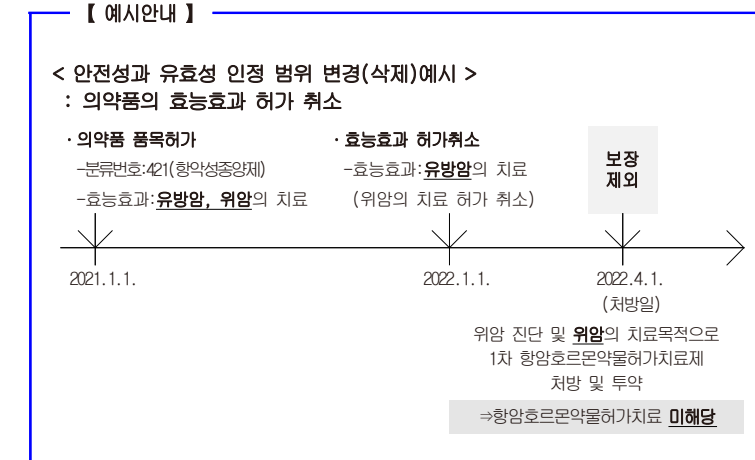 【 예시안내 】
< 안전성과 유효성 인정 범위 변경(삭제)예시 >
: 의약품의 효능효과 허가 취소
· 의약품 품목허가
-분류번호:421(항악성종양제)
-효능효과:유방암, 위암의 치료
· 효능효과 허가취소
-효능효과:유방암의 치료
(위암의 치료 허가 취소)
보장
제외
2021.1.1.
2022.1.1.
2022.4.1.
(처방일)
위암 진단 및 위암의 치료목적으로
1차 항암호르몬약물허가치료제
처방 및 투약
⇒항암호르몬약물허가치료 미해당